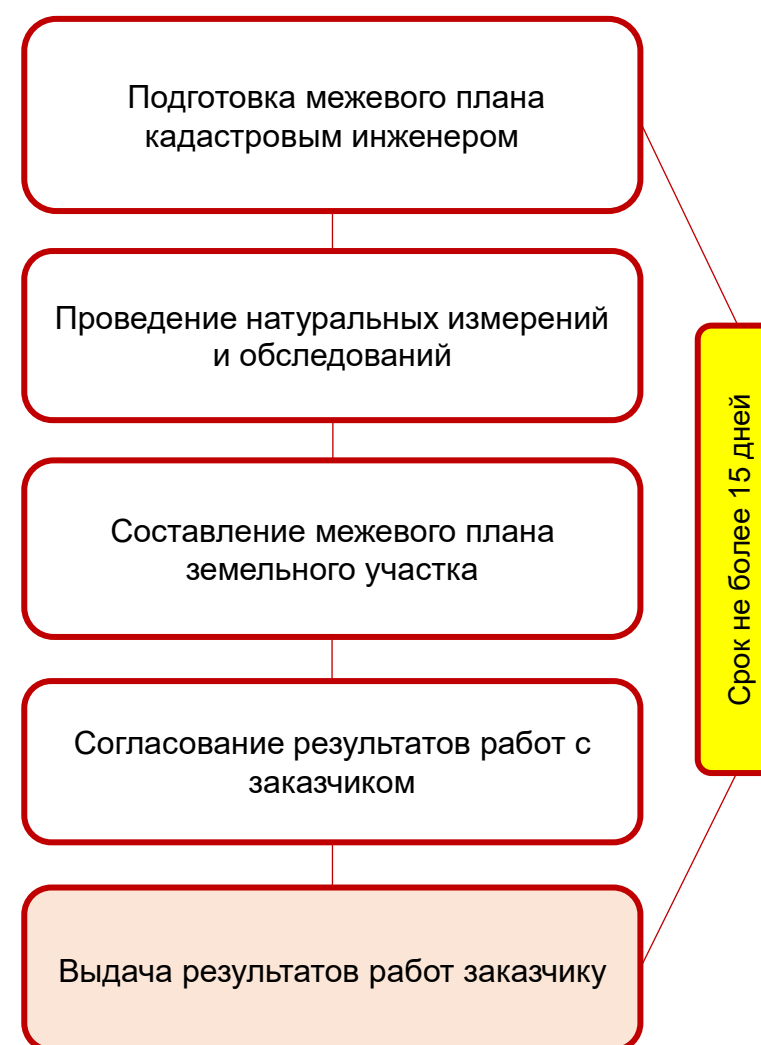 Подготовка межевого плана
кадастровым инженером
Проведение натуральных измерений
и обследований
Составление межевого плана
земельного участка
Согласование результатов работ с
заказчиком
Выдача результатов работ заказчику
Срок не более 15 дней